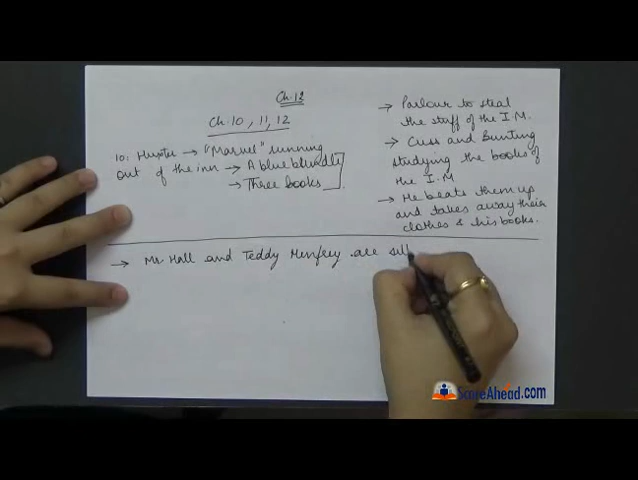 Ch.12
Ch.10, 11, 12
10: Huxter → "Marvel" running
out of the inn → A blue bundle
→ Three books
→ Parlour to steal
the stuff of the I.M.
→ Cuss and Bunting
studying the books of
the I.M
→ He beats them up
and takes away their
clothes & his books.
→ Mr Hall and Teddy Henfrey are sitt
ScoreAhead.com